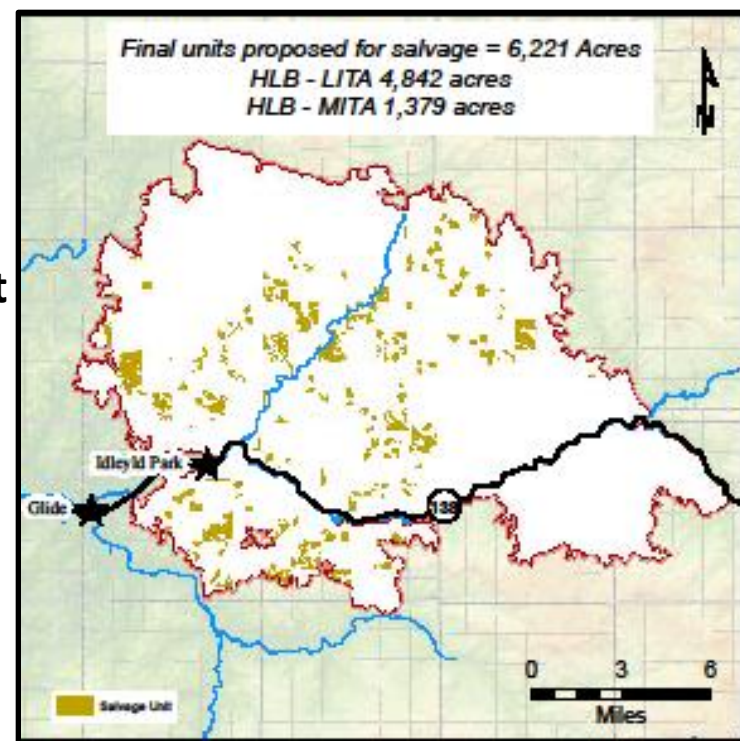 Final units proposed for salvage = 6,221 Acres
HLB - LITA 4,842 acres
HLB - MITA 1,379 acres
N
t
Idleyld Park
Glide
138
0 3 6
Miles
Salvage Unit